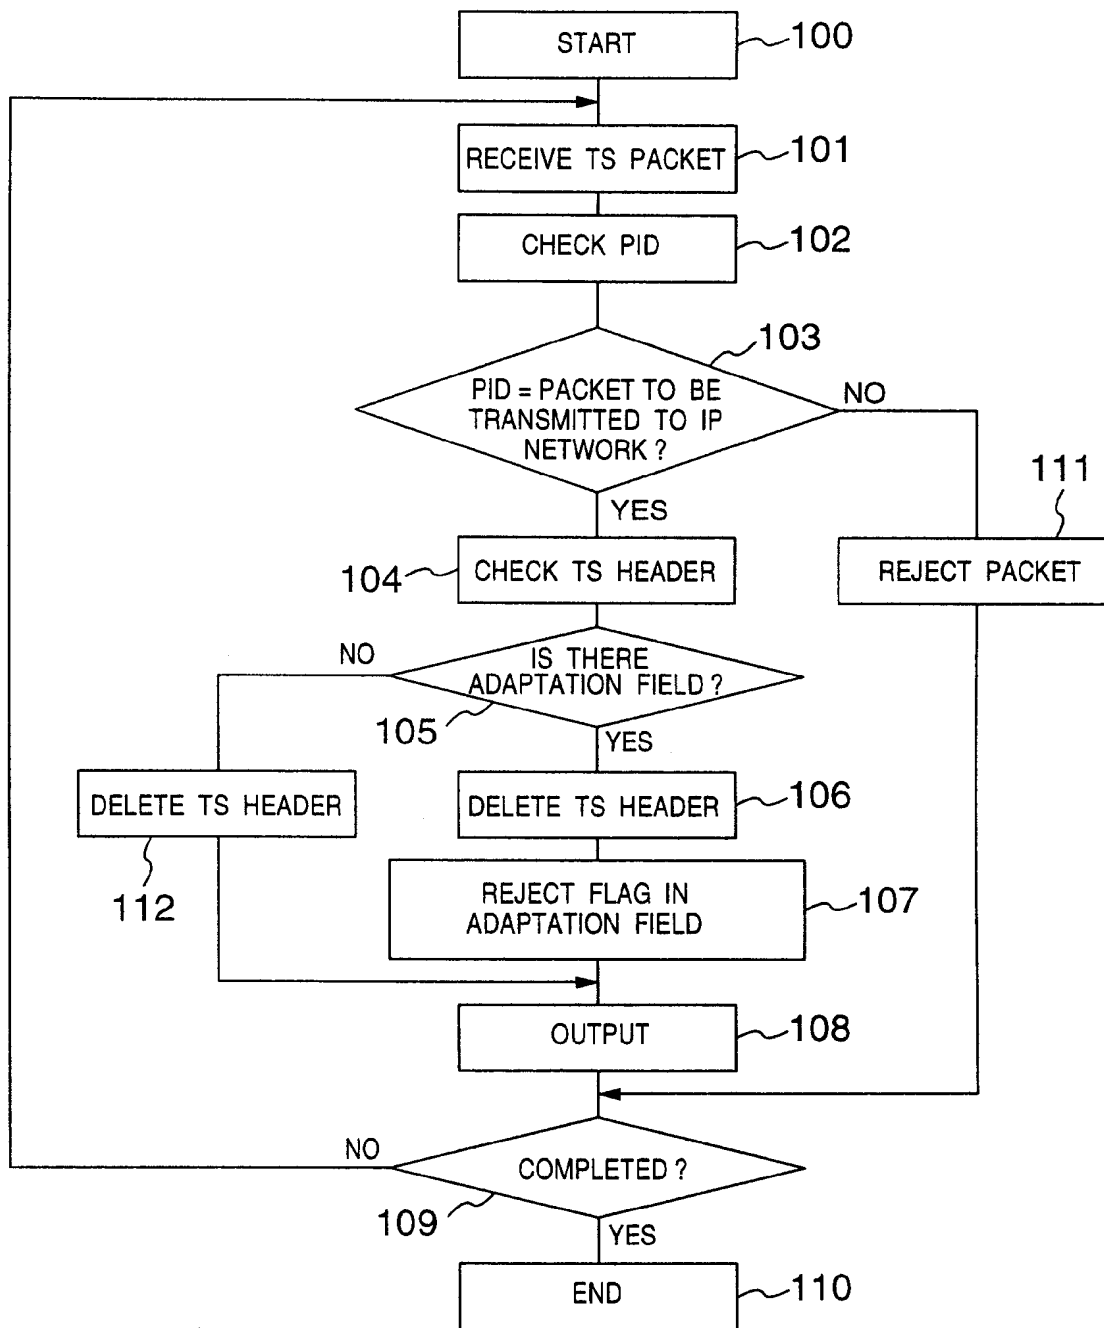 START
100
RECEIVE TS PACKET
101
CHECK PID
102
103
PID = PACKET TO BE
TRANSMITTED TO IP
NETWORK ?
NO
YES
111
104
CHECK TS HEADER
REJECT PACKET
NO
IS THERE
ADAPTATION FIELD ?
105
YES
DELETE TS HEADER
112
DELETE TS HEADER
106
REJECT FLAG IN
ADAPTATION FIELD
107
OUTPUT
108
NO
COMPLETED ?
109
YES
END
110